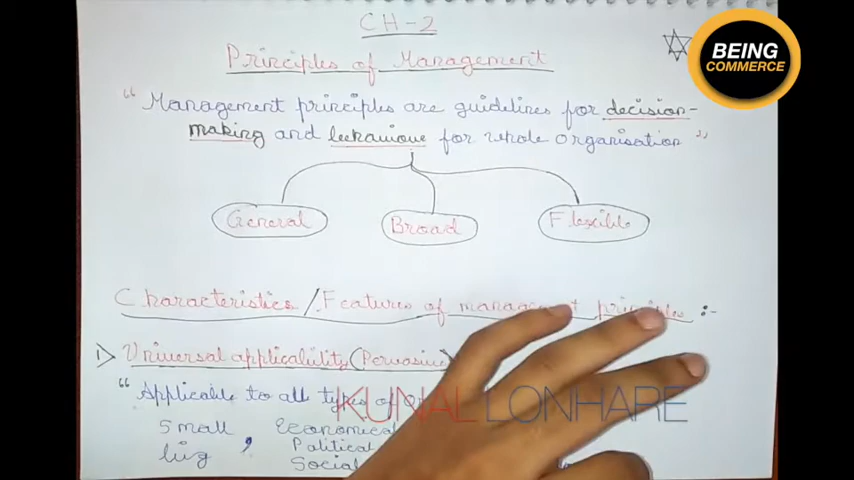 CH-2
Principles of Management
BEING
COMMERCE
"Management principles are guidelines for decision-
making and behaviour for whole organisation"
General Broad Flexible
Characteristics / Features of management principles :-
1> Universal applicability (Pervasive)
"Applicable to all types of
KUNAL LONHARE
Small Economical
big , Political
Social